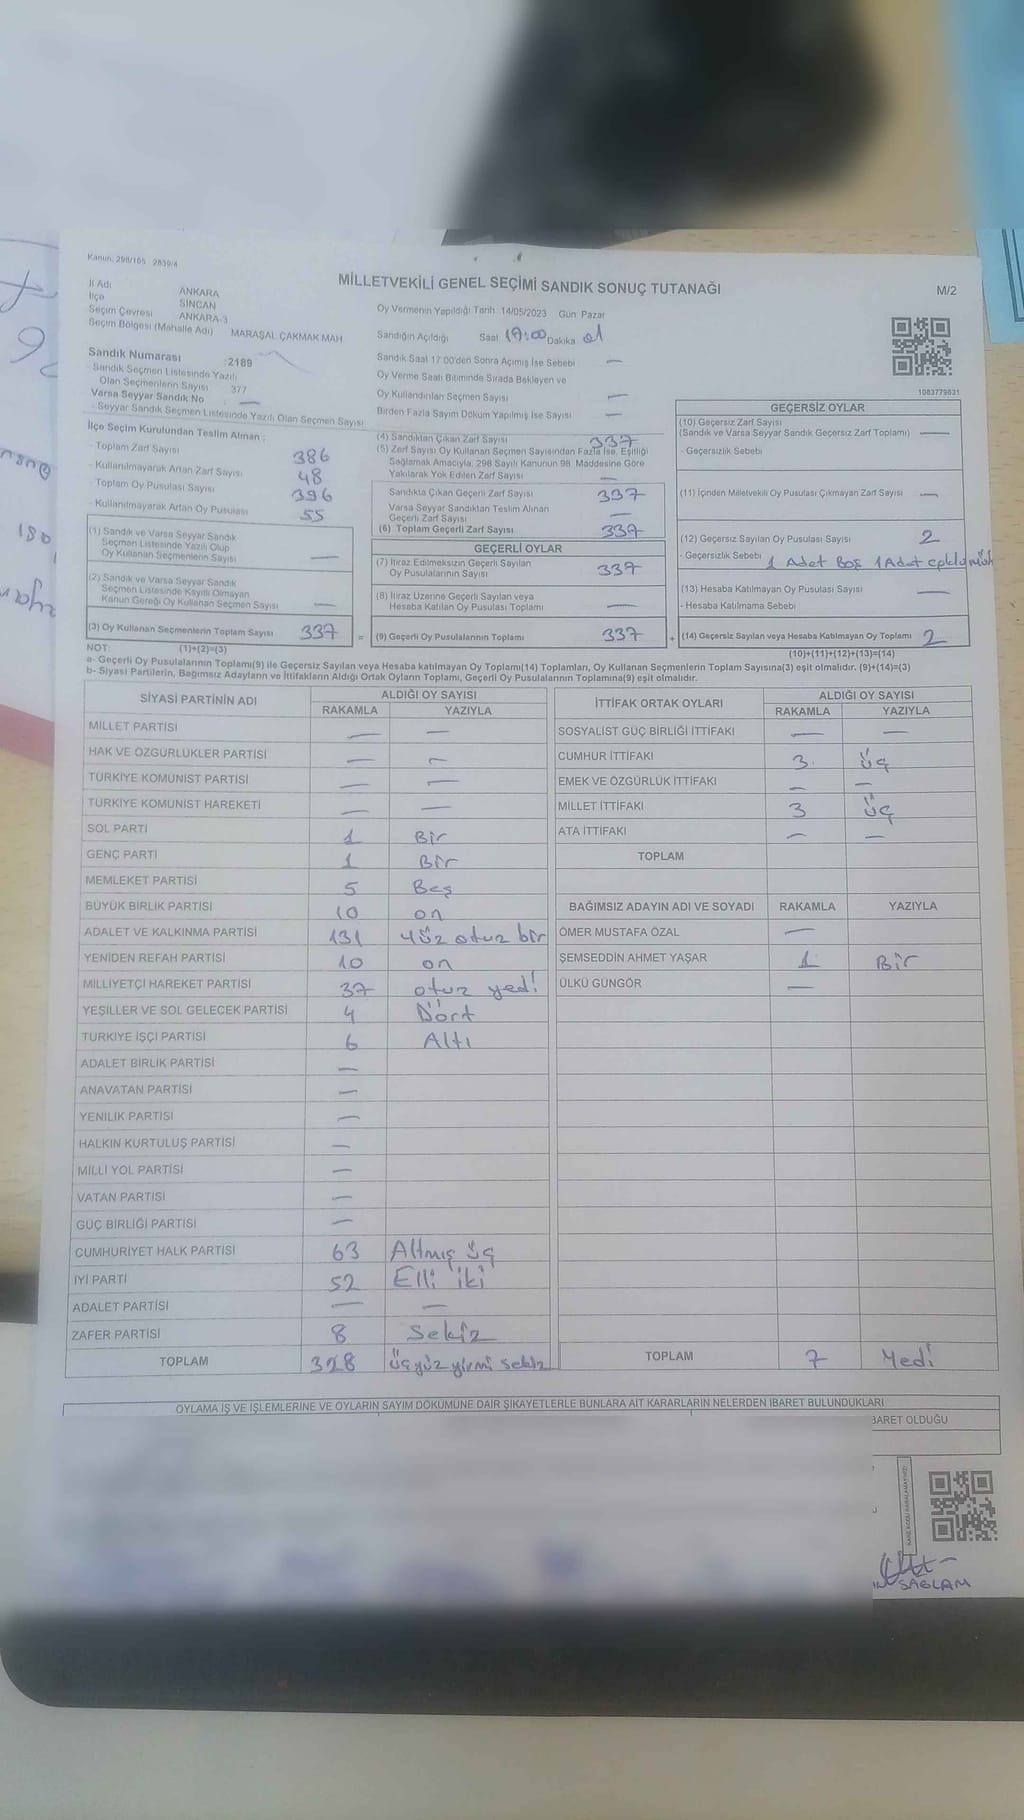 Kanun: 298/105 2839/4
MİLLETVEKİLİ GENEL SEÇİMİ SANDIK SONUÇ TUTANAĞI
M/2
İl Adı ANKARA
İlçe SİNCAN
Seçim Çevresi ANKARA-3
Seçim Bölgesi (Mahalle Adı) MARAŞAL ÇAKMAK MAH
Sandık Numarası :2189
- Sandık Seçmen Listesinde Yazılı
Olan Seçmenlerin Sayısı 377
Varsa Seyyar Sandık No —
- Seyyar Sandık Seçmen Listesinde Yazılı Olan Seçmen Sayısı
İlçe Seçim Kurulundan Teslim Alınan :
- Toplam Zarf Sayısı 386
- Kullanılmayarak Artan Zarf Sayısı 48
- Toplam Oy Pusulası Sayısı 396
- Kullanılmayarak Artan Oy Pusulası 55
(1) Sandık ve Varsa Seyyar Sandık
Seçmen Listesinde Yazılı Olup
Oy Kullanan Seçmenlerin Sayısı —
(2) Sandık ve Varsa Seyyar Sandık
Seçmen Listesinde Kayıtlı Olmayan
Kanun Gereği Oy Kullanan Seçmen Sayısı —
(3) Oy Kullanan Seçmenlerin Toplam Sayısı 337 =
Oy Vermenin Yapıldığı Tarih 14/05/2023 Gün Pazar
Sandığın Açıldığı Saat 17:00 Dakika
Sandık Saat 17:00'den Sonra Açımış İse Sebebi —
Oy Verme Saati Bitiminde Sırada Bekleyen ve
Oy Kullandırılan Seçmen Sayısı —
Birden Fazla Sayım Döküm Yapılmış İse Sayısı —
(4) Sandıktan Çıkan Zarf Sayısı 337
(5) Zarf Sayısı Oy Kullanan Seçmen Sayısından Fazla İse, Eşitliği
Sağlamak Amacıyla, 298 Sayılı Kanunun 98. Maddesine Göre
Yakılarak Yok Edilen Zarf Sayısı —
Sandıkta Çıkan Geçerli Zarf Sayısı 337
Varsa Seyyar Sandıktan Teslim Alınan
Geçerli Zarf Sayısı —
(6) Toplam Geçerli Zarf Sayısı 337
GEÇERLİ OYLAR
(7) İtiraz Edilmeksizin Geçerli Sayılan
Oy Pusulalarının Sayısı 337
(8) İtiraz Üzerine Geçerli Sayılan veya
Hesaba Katılan Oy Pusulası Toplamı —
(9) Geçerli Oy Pusulalarının Toplamı 337 +
1083779831
GEÇERSİZ OYLAR
(10) Geçersiz Zarf Sayısı
(Sandık ve Varsa Seyyar Sandık Geçersiz Zarf Toplamı) —
- Geçersizlik Sebebi
(11) İçinden Milletvekili Oy Pusulası Çıkmayan Zarf Sayısı —
(12) Geçersiz Sayılan Oy Pusulası Sayısı 2
- Geçersizlik Sebebi 1 Adet Boş 1 Adet
(13) Hesaba Katılmayan Oy Pusulası Sayısı —
- Hesaba Katılmama Sebebi
(14) Geçersiz Sayılan veya Hesaba Katılmayan Oy Toplamı 2
NOT: (1)+(2)=(3)
(10)+(11)+(12)+(13)=(14)
a- Geçerli Oy Pusulalarının Toplamı(9) ile Geçersiz Sayılan veya Hesaba katılmayan Oy Toplamı(14) Toplamları, Oy Kullanan Seçmenlerin Toplam Sayısına(3) eşit olmalıdır. (9)+(14)=(3)
b- Siyasi Partilerin, Bağımsız Adayların ve İttifakların Aldığı Ortak Oyların Toplamı, Geçerli Oy Pusulalarının Toplamına(9) eşit olmalıdır.
SİYASİ PARTİNİN ADI ALDIĞI OY SAYISI
RAKAMLA YAZIYLA
MİLLET PARTİSİ — —
HAK VE ÖZGÜRLÜKLER PARTİSİ — —
TÜRKİYE KOMÜNİST PARTİSİ — —
TÜRKİYE KOMÜNİST HAREKETİ — —
SOL PARTİ 1 Bir
GENÇ PARTİ 1 Bir
MEMLEKET PARTİSİ 5 Beş
BÜYÜK BİRLİK PARTİSİ 10 on
ADALET VE KALKINMA PARTİSİ 131 Yüz otuz bir
YENİDEN REFAH PARTİSİ 10 on
MİLLİYETÇİ HAREKET PARTİSİ 37 otuz yedi
YEŞİLLER VE SOL GELECEK PARTİSİ 4 Dört
TÜRKİYE İŞÇİ PARTİSİ 6 Altı
ADALET BİRLİK PARTİSİ —
ANAVATAN PARTİSİ —
YENİLİK PARTİSİ —
HALKIN KURTULUŞ PARTİSİ —
MİLLİ YOL PARTİSİ —
VATAN PARTİSİ —
GÜÇ BİRLİĞİ PARTİSİ —
CUMHURİYET HALK PARTİSİ 63 Altmış üç
İYİ PARTİ 52 Elli iki
ADALET PARTİSİ — —
ZAFER PARTİSİ 8 Sekiz
TOPLAM 328 üçyüz yirmi sekiz
İTTİFAK ORTAK OYLARI ALDIĞI OY SAYISI
RAKAMLA YAZIYLA
SOSYALİST GÜÇ BİRLİĞİ İTTİFAKI — —
CUMHUR İTTİFAKI 3 üç
EMEK VE ÖZGÜRLÜK İTTİFAKI — —
MİLLET İTTİFAKI 3 üç
ATA İTTİFAKI — —
TOPLAM
BAĞIMSIZ ADAYIN ADI VE SOYADI RAKAMLA YAZIYLA
ÖMER MUSTAFA ÖZAL —
ŞEMSEDDİN AHMET YAŞAR 1 Bir
ÜLKÜ GÜNGÖR —
TOPLAM 7 Yedi
OYLAMA İŞ VE İŞLEMLERİNE VE OYLARIN SAYIM DÖKÜMÜNE DAİR ŞİKAYETLERLE BUNLARA AİT KARARLARIN NELERDEN İBARET BULUNDUKLARI
BARET OLDUĞU
SAĞLAM